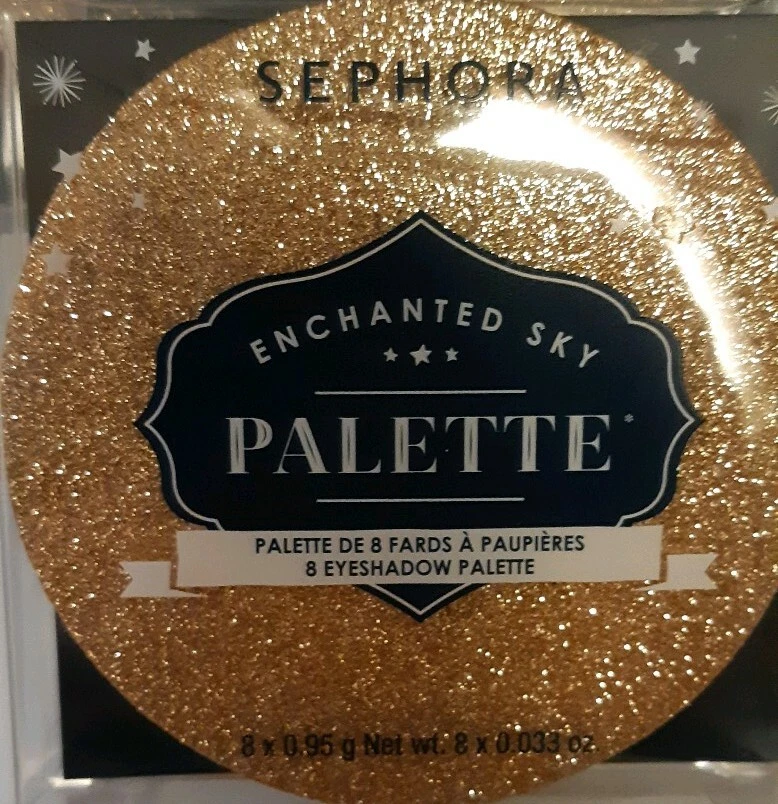 SEPHORA
ENCHANTED SKY
PALETTE*
PALETTE DE 8 FARDS À PAUPIÈRES
8 EYESHADOW PALETTE
8 x 0.95 g Net wt. 8 x 0.033 oz